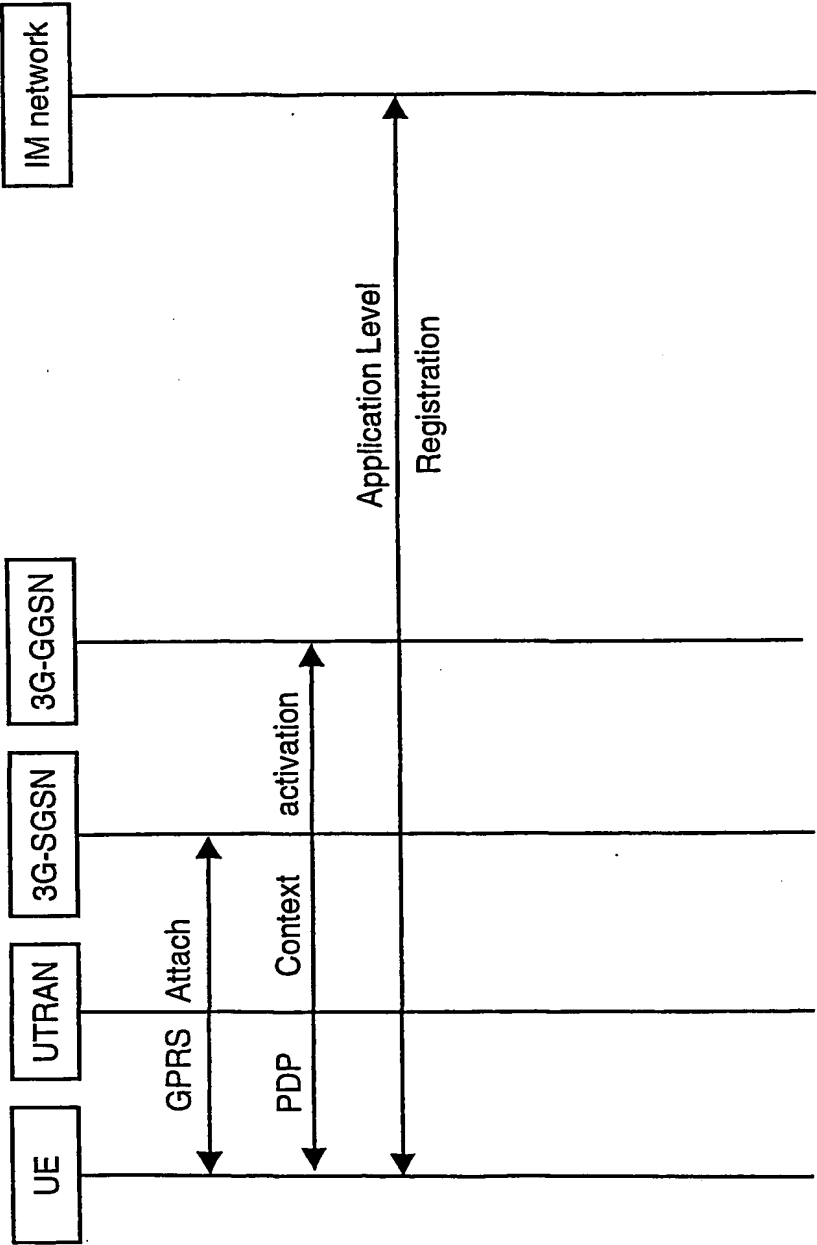 UE
UTRAN
3G-SGSN
3G-GGSN
IM network
GPRS Attach
PDP Context activation
Application Level
Registration